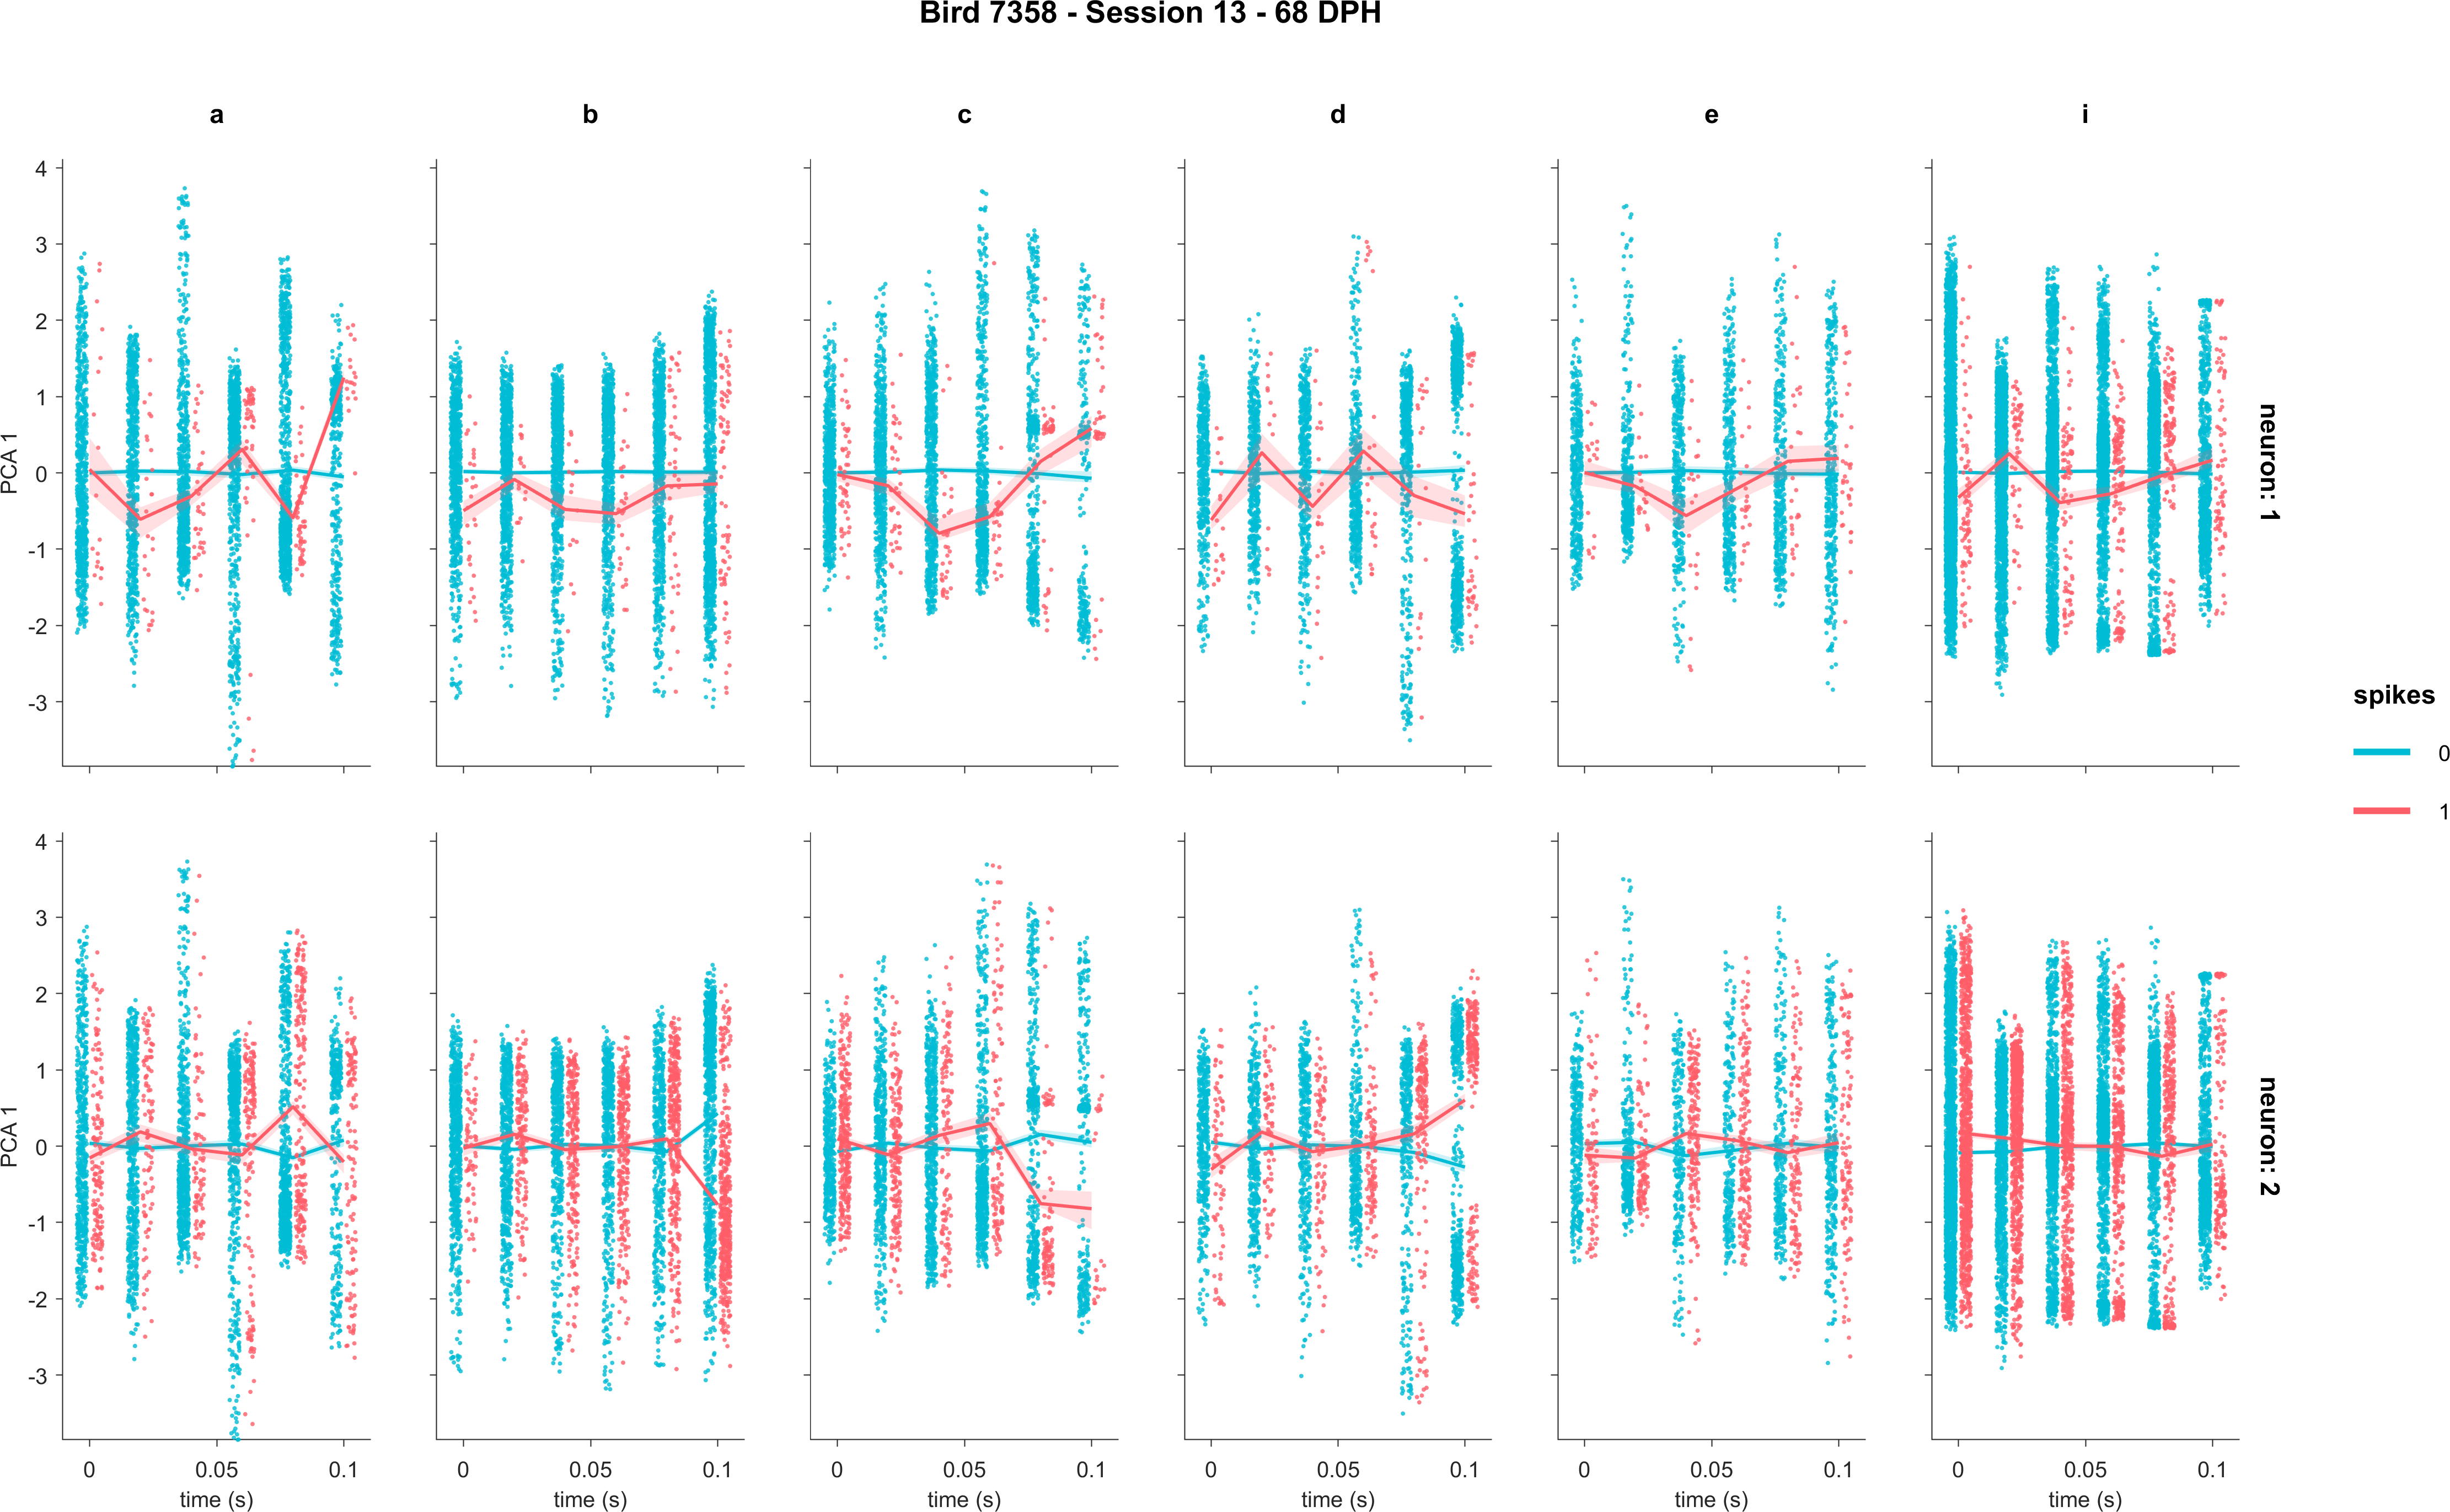 Bird 7358 - Session 13 - 68 DPH
a b c d e i
4
3
2
1
0
-1
-2
-3
PCA 1
neuron: 1
spikes
0
1
4
3
2
1
0
-1
-2
-3
PCA 1
neuron: 2
0 0.05 0.1 0 0.05 0.1 0 0.05 0.1 0 0.05 0.1 0 0.05 0.1 0 0.05 0.1
time (s) time (s) time (s) time (s) time (s) time (s)